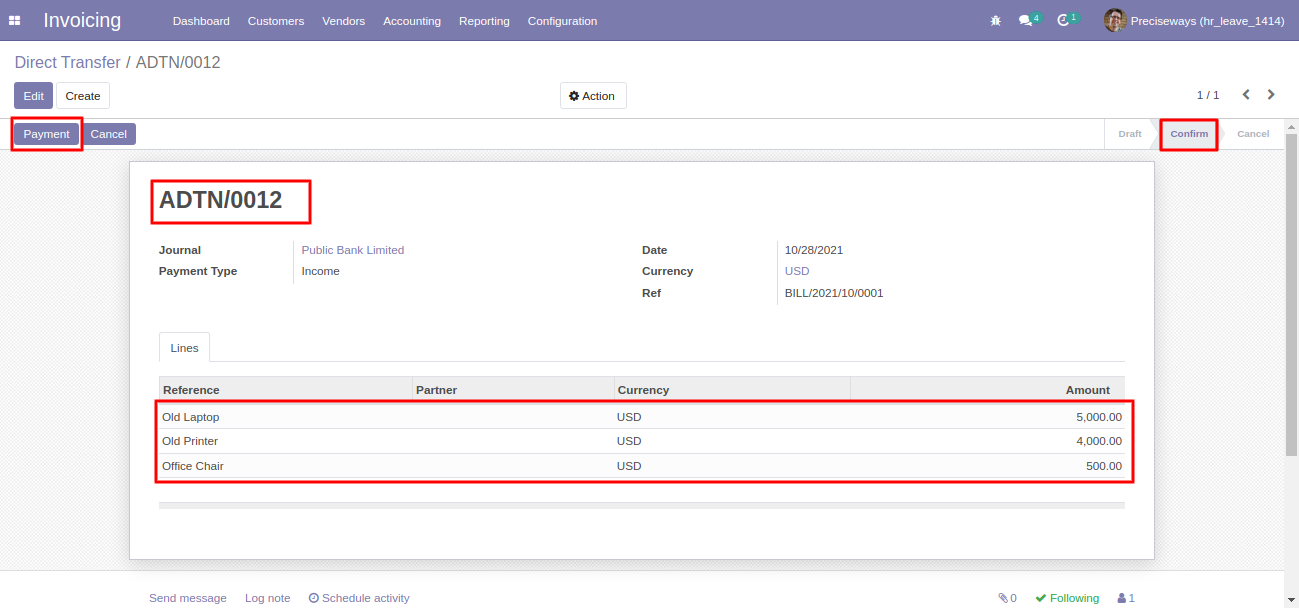 Invoicing Dashboard Customers Vendors Accounting Reporting Configuration 4 1 Preciseways (hr_leave_1414)
Direct Transfer / ADTN/0012
Edit Create Action 1 / 1
Payment Cancel Draft Confirm Cancel
ADTN/0012
Journal Public Bank Limited Date 10/28/2021
Payment Type Income Currency USD
Ref BILL/2021/10/0001
Lines
Reference Partner Currency Amount
Old Laptop USD 5,000.00
Old Printer USD 4,000.00
Office Chair USD 500.00
Send message Log note Schedule activity 0 Following 1